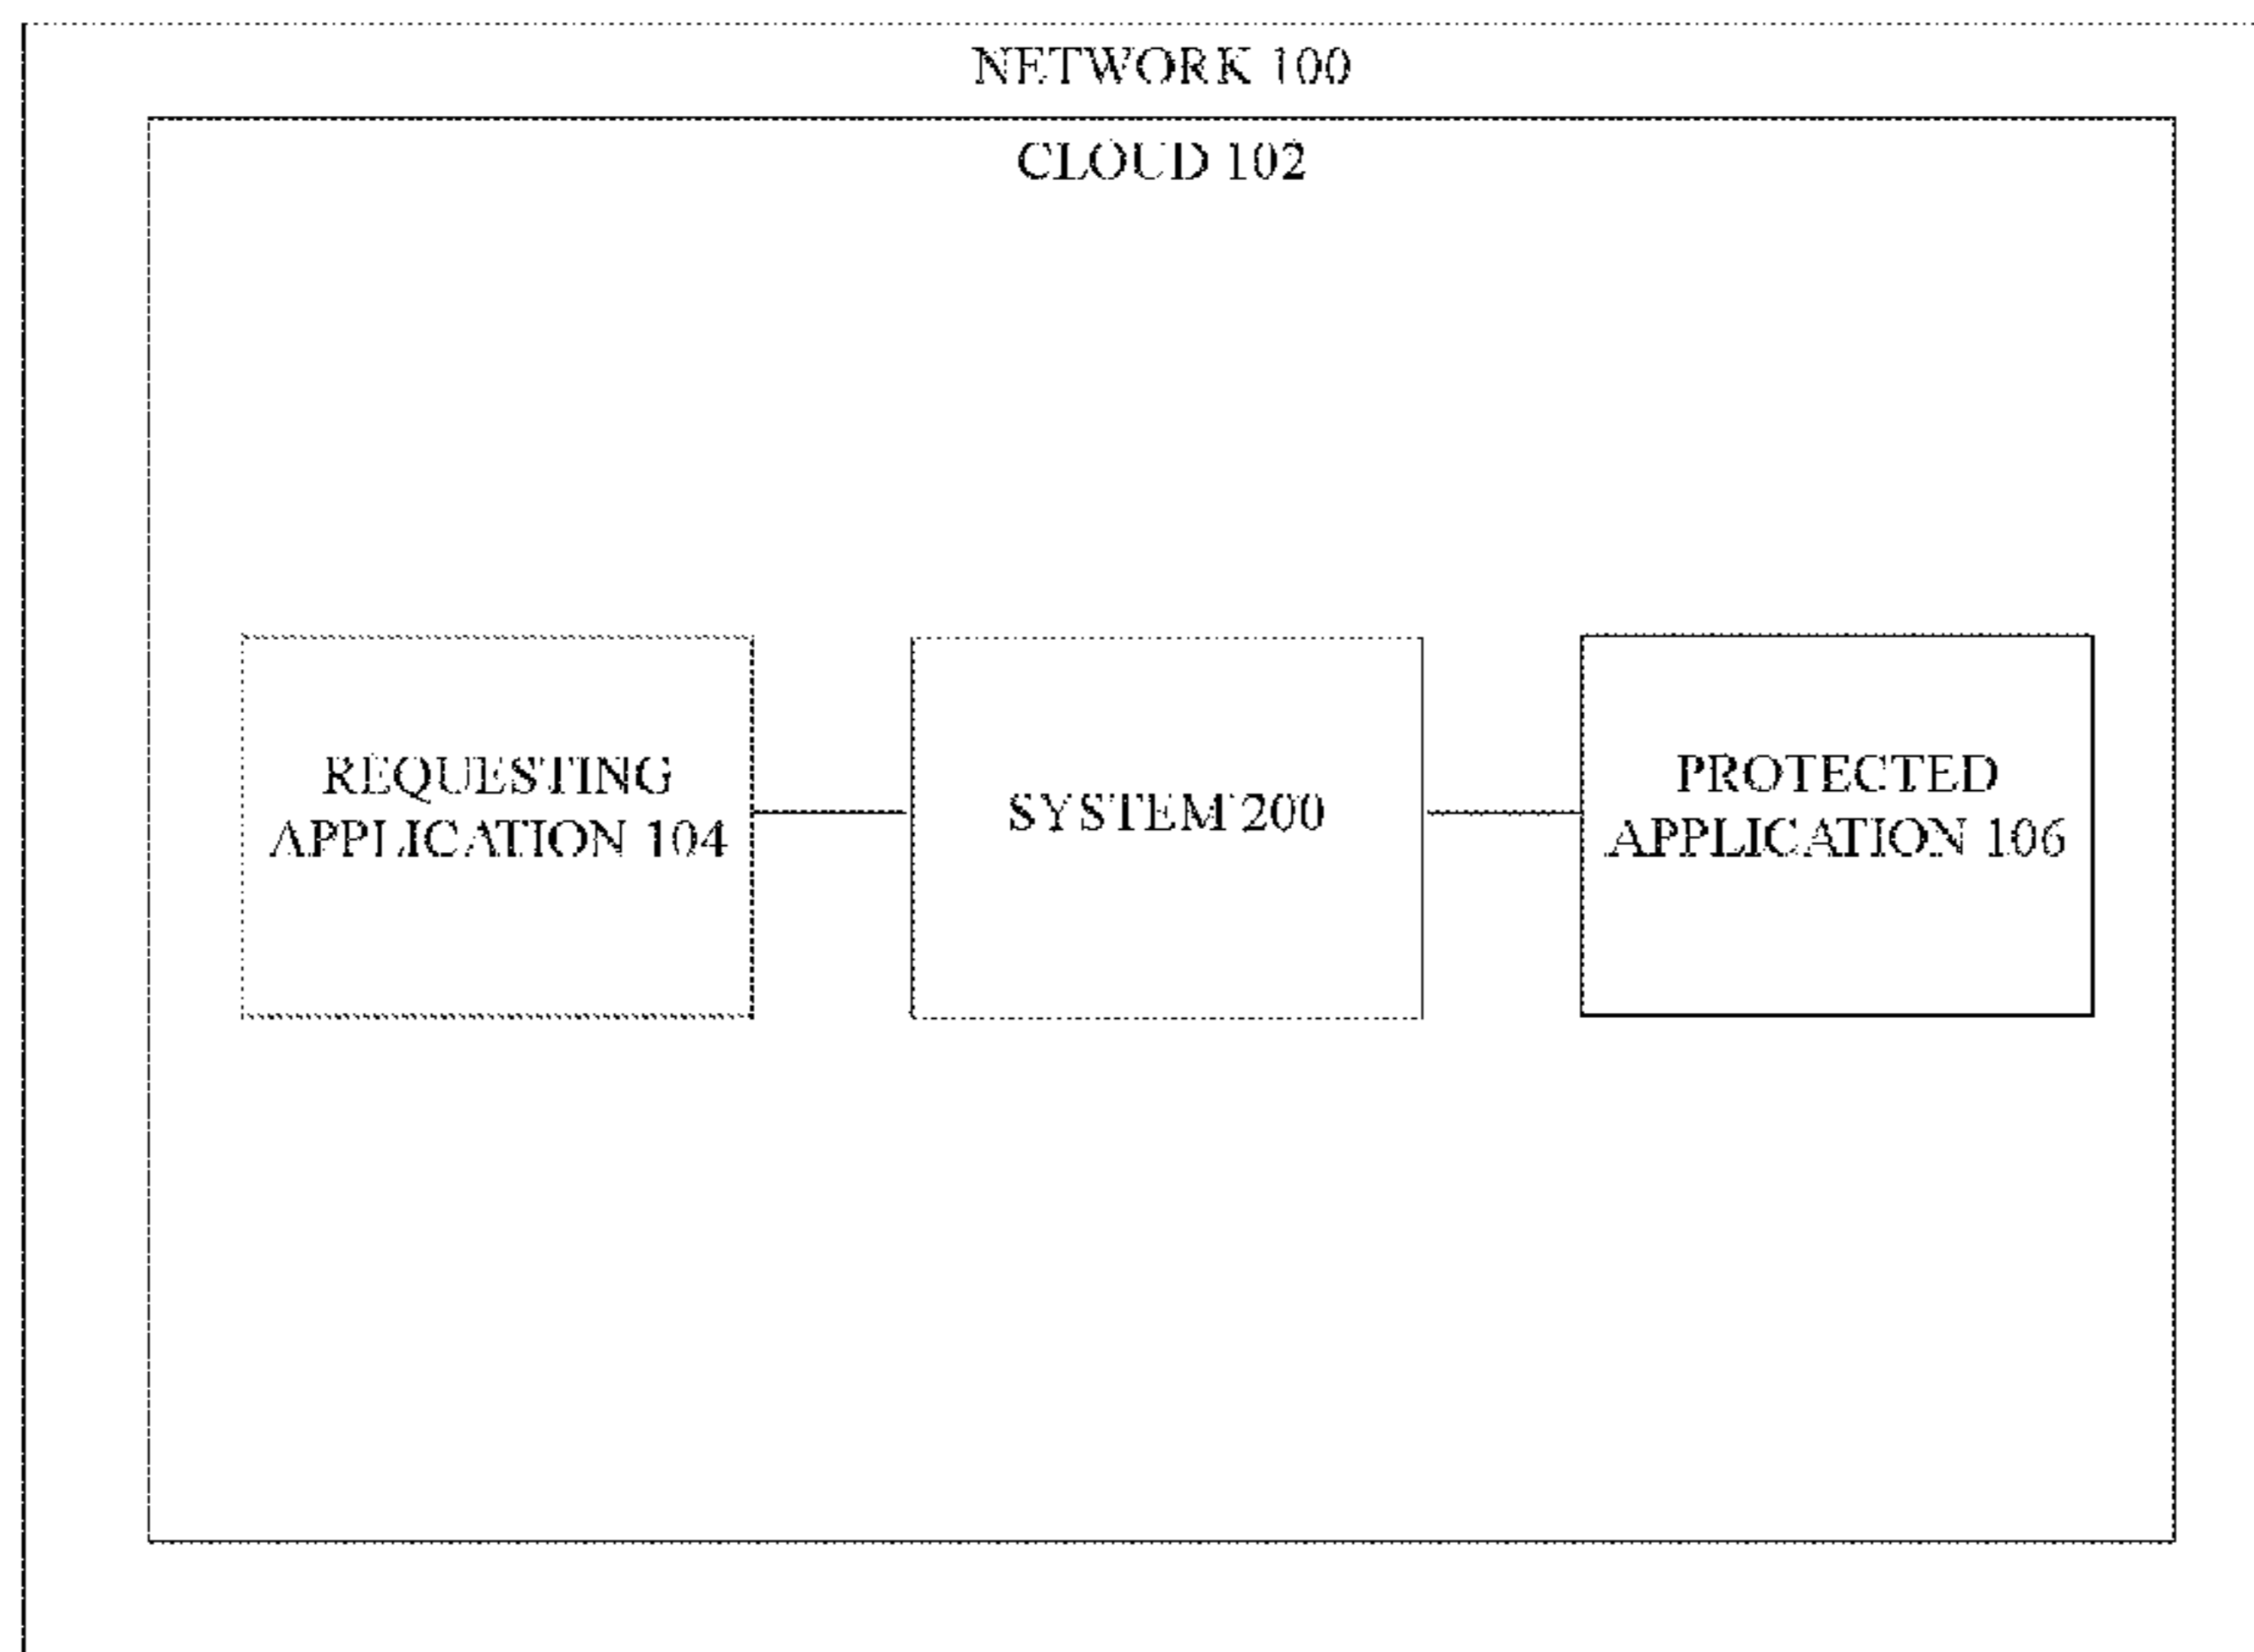 NETWORK 100
CLOUD 102
REQUESTING
APPLICATION 104
SYSTEM 200
PROTECTED
APPLICATION 106